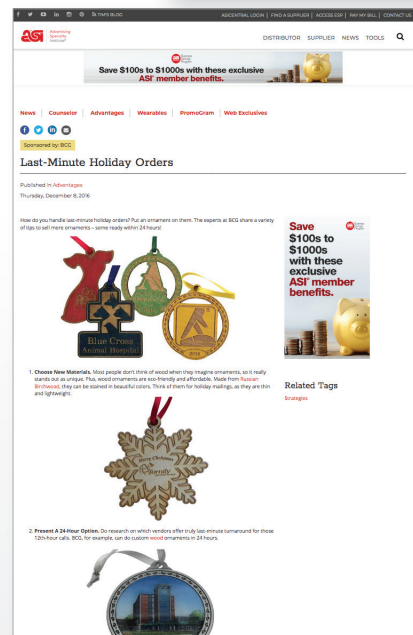 TIM'S BLOG
ASICENTRAL LOGIN | FIND A SUPPLIER | ACCESS ESP | PAY MY BILL | CONTACT US
asi Advertising
Specialty
Institute®
DISTRIBUTOR SUPPLIER NEWS TOOLS
Save $100s to $1000s with these exclusive
ASI® member benefits.
News | Counselor | Advantages | Wearables | PromoGram | Web Exclusives
Sponsored by: BCG
Last-Minute Holiday Orders
Published in Advantages
Thursday, December 8, 2016
How do you handle last-minute holiday orders? Put an ornament on them. The experts at BCG share a variety
of tips to sell more ornaments – some ready within 24 hours!
Save
$100s to
$1000s
with these
exclusive
ASI® member
benefits.
Blue Cross
Animal Hospital
2016
1. Choose New Materials. Most people don't think of wood when they imagine ornaments, so it really
stands out as unique. Plus, wood ornaments are eco-friendly and affordable. Made from Russian
Birchwood, they can be stained in beautiful colors. Think of them for holiday mailings, as they are thin
and lightweight.
Related Tags
Strategies
Merry Christmas
2. Present A 24-Hour Option. Do research on which vendors offer truly last-minute turnaround for those
12th-hour calls. BCG, for example, can do custom wood ornaments in 24 hours.